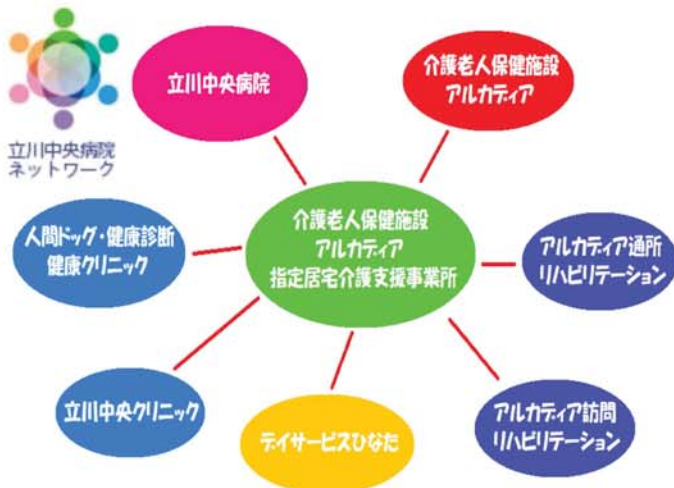 立川中央病院
ネットワーク
立川中央病院
介護老人保健施設
アルカディア
人間ドッグ・健康診断
健康クリニック
介護老人保健施設
アルカディア
指定居宅介護支援事業所
アルカディア通所
リハビリテーション
立川中央クリニック
デイサービスひなた
アルカディア訪問
リハビリテーション